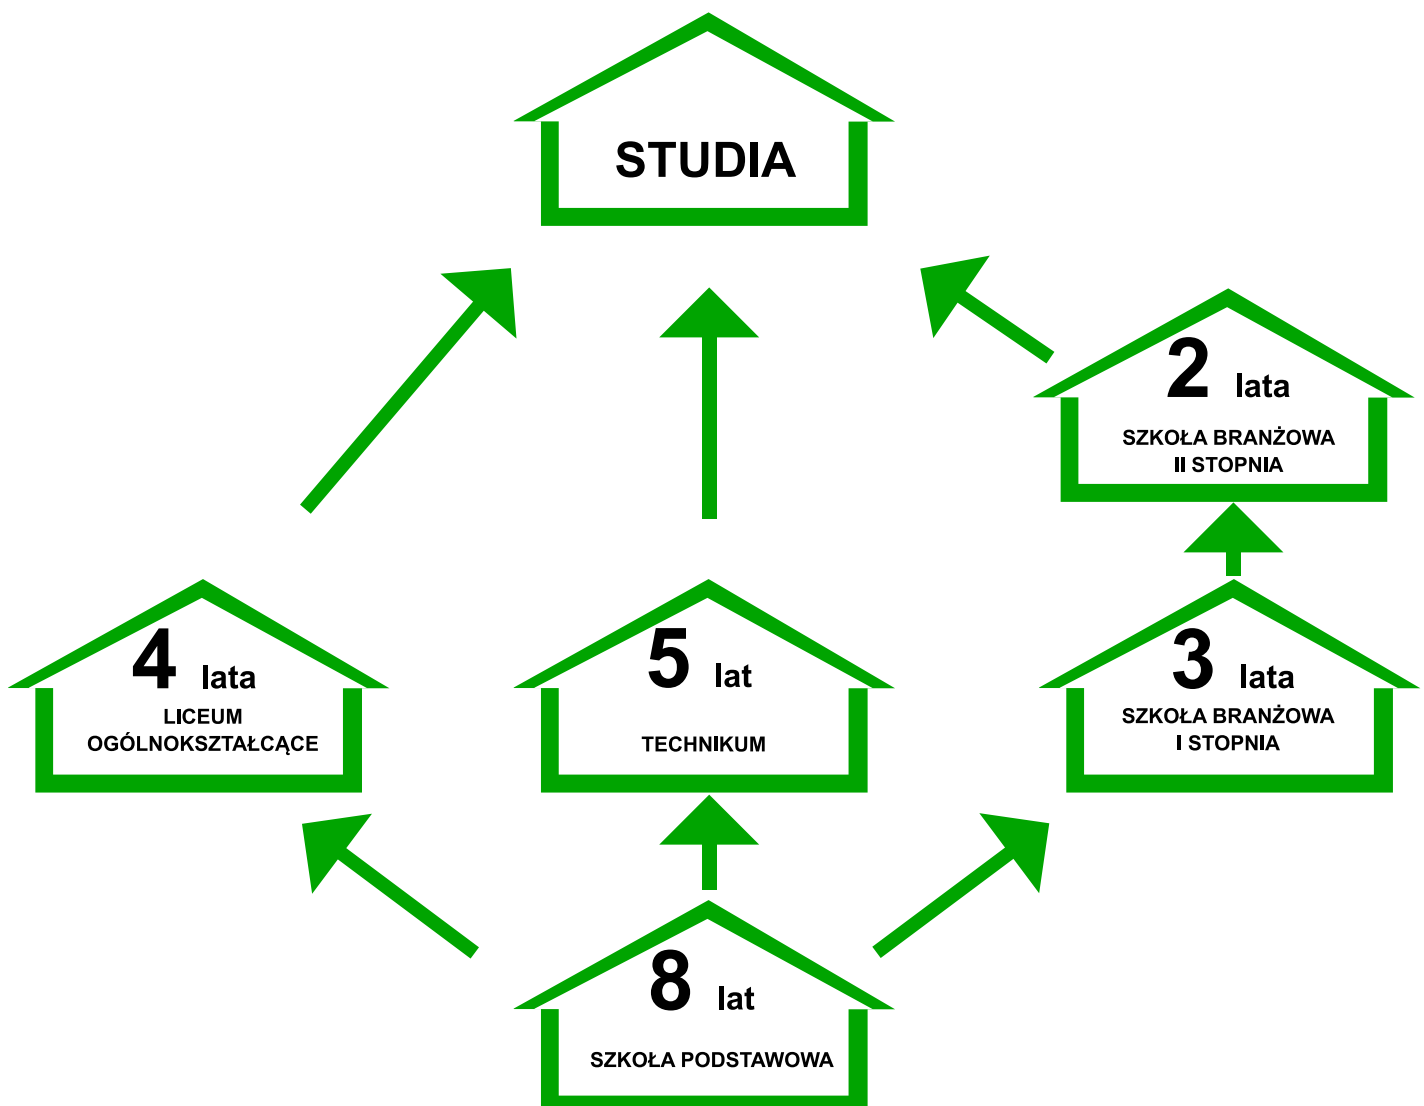 STUDIA
2 lata
SZKOŁA BRANŻOWA
II STOPNIA
4 lata
LICEUM
OGÓLNOKSZTAŁCĄCE
5 lat
TECHNIKUM
3 lata
SZKOŁA BRANŻOWA
I STOPNIA
8 lat
SZKOŁA PODSTAWOWA